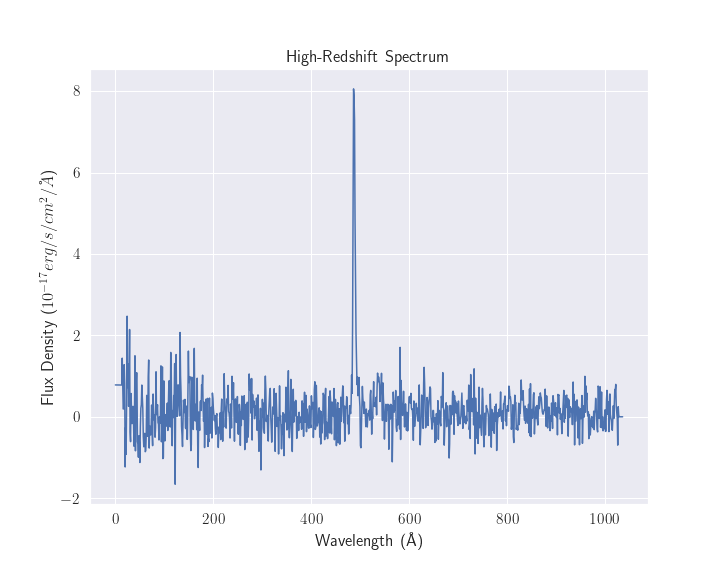 High-Redshift Spectrum
Flux Density (10^{-17}erg/s/cm^2/Å)
8
6
4
2
0
−2
0 200 400 600 800 1000
Wavelength (Å)